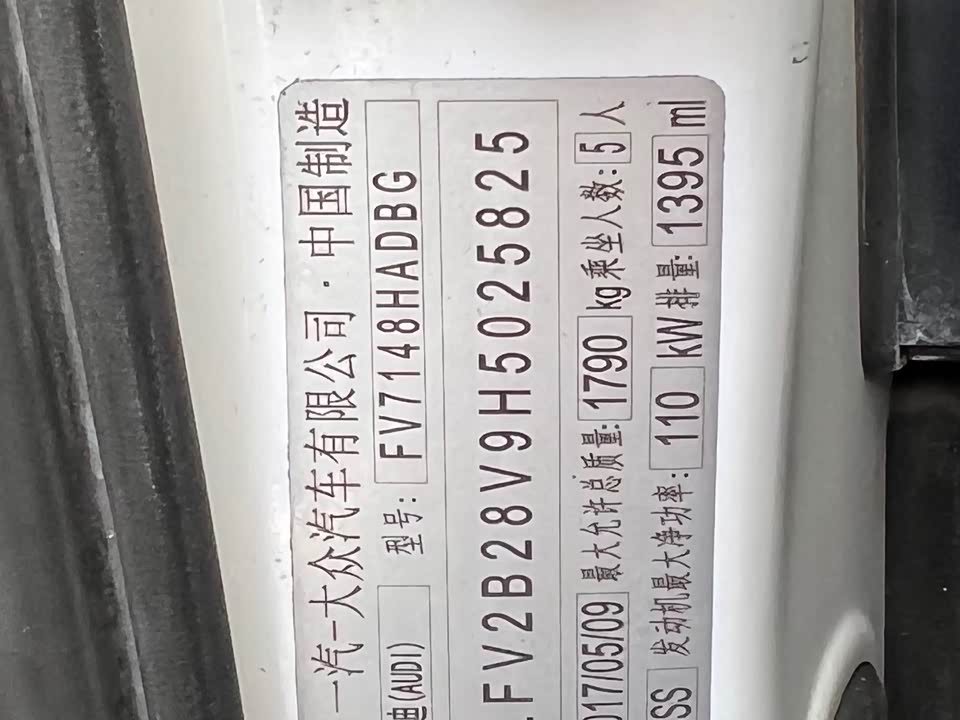 一汽-大众汽车有限公司·中国制造
迪(AUDI) 型号: FV7148HADBG
LFV2B28V9H5025825
017/05/09 最大允许总质量: 1790 kg 乘坐人数: 5 人
SS 发动机最大净功率: 110 kW 排量: 1395 ml